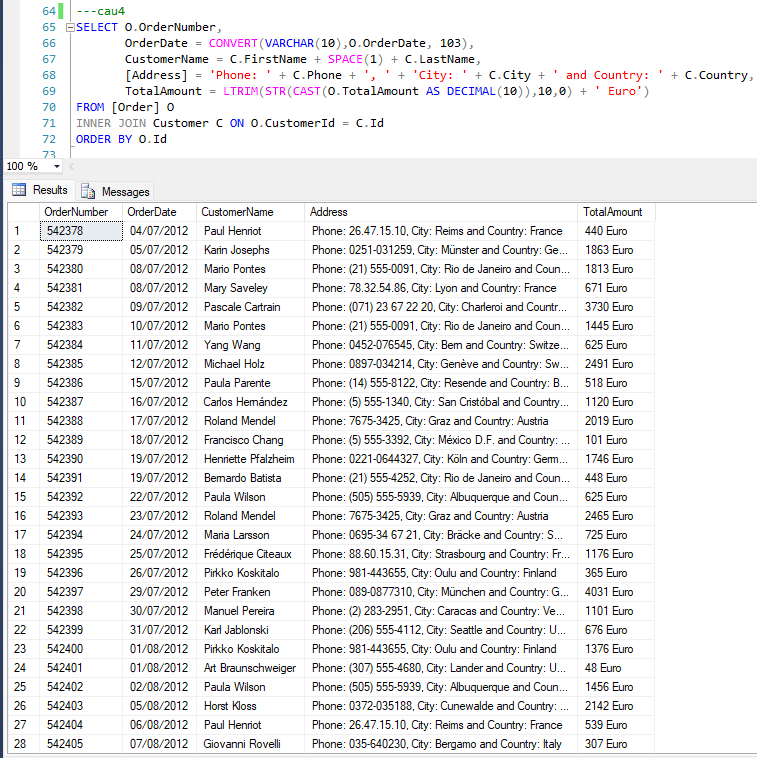 64 ---cau4
65 SELECT O.OrderNumber,
66 OrderDate = CONVERT(VARCHAR(10),O.OrderDate, 103),
67 CustomerName = C.FirstName + SPACE(1) + C.LastName,
68 [Address] = 'Phone: ' + C.Phone + ', ' + 'City: ' + C.City + ' and Country: ' + C.Country,
69 TotalAmount = LTRIM(STR(CAST(O.TotalAmount AS DECIMAL(10)),10,0) + ' Euro')
70 FROM [Order] O
71 INNER JOIN Customer C ON O.CustomerId = C.Id
72 ORDER BY O.Id
73
100 %
Results Messages
OrderNumber OrderDate CustomerName Address TotalAmount
1 542378 04/07/2012 Paul Henriot Phone: 26.47.15.10, City: Reims and Country: France 440 Euro
2 542379 05/07/2012 Karin Josephs Phone: 0251-031259, City: Münster and Country: Ge... 1863 Euro
3 542380 08/07/2012 Mario Pontes Phone: (21) 555-0091, City: Rio de Janeiro and Coun... 1813 Euro
4 542381 08/07/2012 Mary Saveley Phone: 78.32.54.86, City: Lyon and Country: France 671 Euro
5 542382 09/07/2012 Pascale Cartrain Phone: (071) 23 67 22 20, City: Charleroi and Countr... 3730 Euro
6 542383 10/07/2012 Mario Pontes Phone: (21) 555-0091, City: Rio de Janeiro and Coun... 1445 Euro
7 542384 11/07/2012 Yang Wang Phone: 0452-076545, City: Bern and Country: Switze... 625 Euro
8 542385 12/07/2012 Michael Holz Phone: 0897-034214, City: Genève and Country: Sw... 2491 Euro
9 542386 15/07/2012 Paula Parente Phone: (14) 555-8122, City: Resende and Country: B... 518 Euro
10 542387 16/07/2012 Carlos Hernández Phone: (5) 555-1340, City: San Cristóbal and Country... 1120 Euro
11 542388 17/07/2012 Roland Mendel Phone: 7675-3425, City: Graz and Country: Austria 2019 Euro
12 542389 18/07/2012 Francisco Chang Phone: (5) 555-3392, City: México D.F. and Country: ... 101 Euro
13 542390 19/07/2012 Henriette Pfalzheim Phone: 0221-0644327, City: Köln and Country: Germ... 1746 Euro
14 542391 19/07/2012 Bernardo Batista Phone: (21) 555-4252, City: Rio de Janeiro and Coun... 448 Euro
15 542392 22/07/2012 Paula Wilson Phone: (505) 555-5939, City: Albuquerque and Coun... 625 Euro
16 542393 23/07/2012 Roland Mendel Phone: 7675-3425, City: Graz and Country: Austria 2465 Euro
17 542394 24/07/2012 Maria Larsson Phone: 0695-34 67 21, City: Bräcke and Country: S... 725 Euro
18 542395 25/07/2012 Frédérique Citeaux Phone: 88.60.15.31, City: Strasbourg and Country: Fr... 1176 Euro
19 542396 26/07/2012 Pirkko Koskitalo Phone: 981-443655, City: Oulu and Country: Finland 365 Euro
20 542397 29/07/2012 Peter Franken Phone: 089-0877310, City: München and Country: G... 4031 Euro
21 542398 30/07/2012 Manuel Pereira Phone: (2) 283-2951, City: Caracas and Country: Ve... 1101 Euro
22 542399 31/07/2012 Karl Jablonski Phone: (206) 555-4112, City: Seattle and Country: U... 676 Euro
23 542400 01/08/2012 Pirkko Koskitalo Phone: 981-443655, City: Oulu and Country: Finland 1376 Euro
24 542401 01/08/2012 Art Braunschweiger Phone: (307) 555-4680, City: Lander and Country: U... 48 Euro
25 542402 02/08/2012 Paula Wilson Phone: (505) 555-5939, City: Albuquerque and Coun... 1456 Euro
26 542403 05/08/2012 Horst Kloss Phone: 0372-035188, City: Cunewalde and Country: ... 2142 Euro
27 542404 06/08/2012 Paul Henriot Phone: 26.47.15.10, City: Reims and Country: France 539 Euro
28 542405 07/08/2012 Giovanni Rovelli Phone: 035-640230, City: Bergamo and Country: Italy 307 Euro